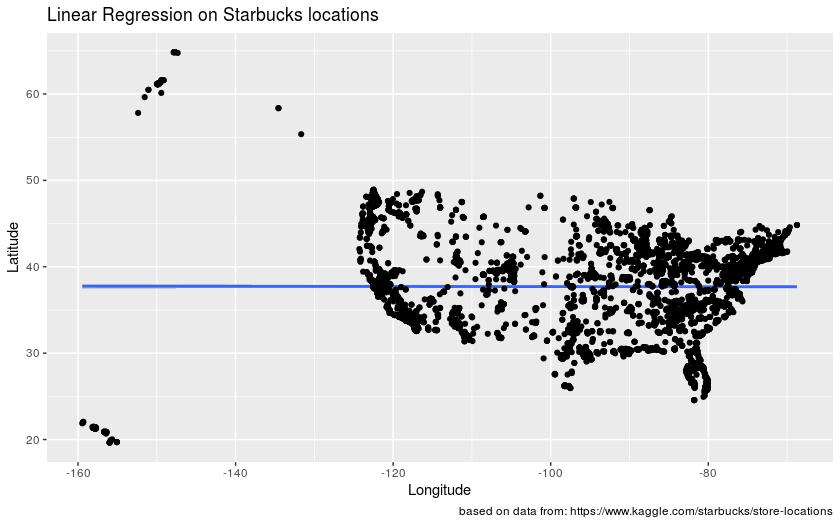 Linear Regression on Starbucks locations
60
50
40
30
20
Latitude
-160 -140 -120 -100 -80
Longitude
based on data from: https://www.kaggle.com/starbucks/store-locations